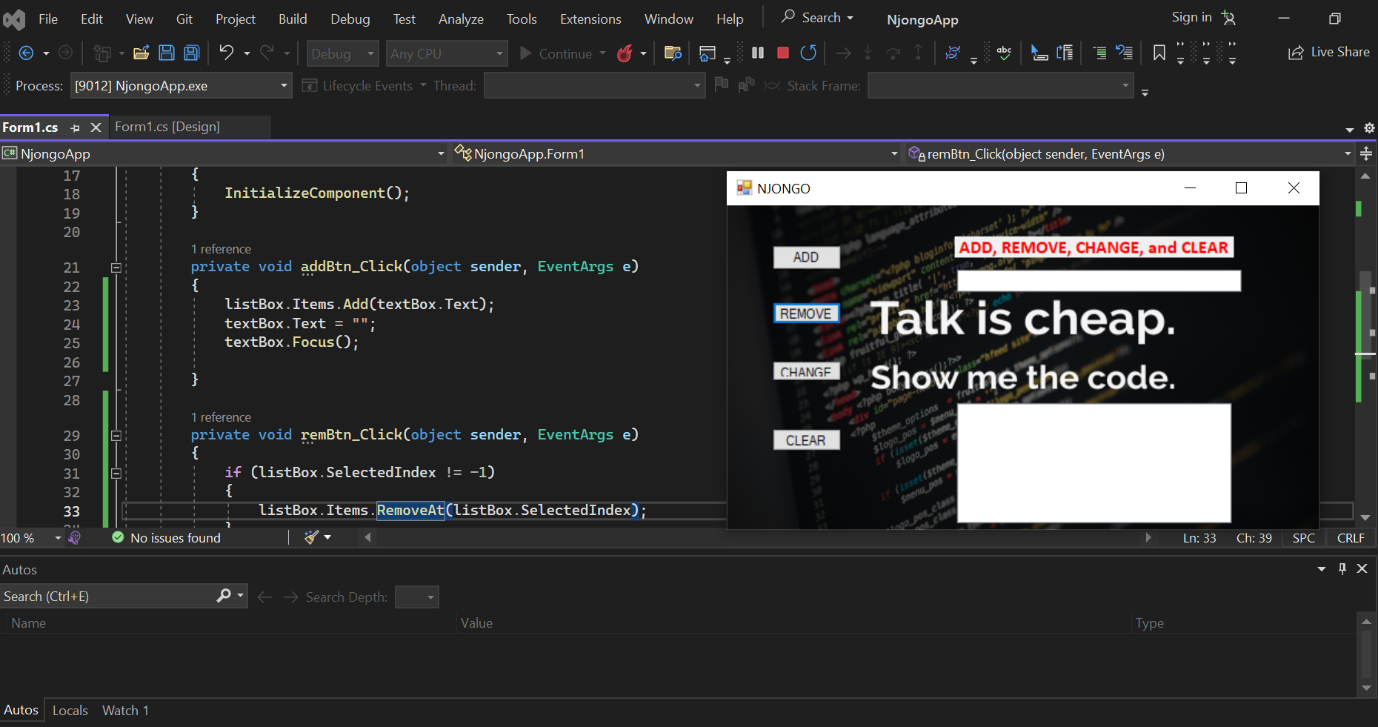 File Edit View Git Project Build Debug Test Analyze Tools Extensions Window Help Search NjongoApp Sign in
Debug Any CPU Continue Live Share
Process: [9012] NjongoApp.exe Lifecycle Events Thread: Stack Frame:
Form1.cs Form1.cs [Design]
NjongoApp NjongoApp.Form1 remBtn_Click(object sender, EventArgs e)
17 {
18 InitializeComponent();
19 }
20
1 reference
21 private void addBtn_Click(object sender, EventArgs e)
22 {
23 listBox.Items.Add(textBox.Text);
24 textBox.Text = "";
25 textBox.Focus();
26
27 }
28
1 reference
29 private void remBtn_Click(object sender, EventArgs e)
30 {
31 if (listBox.SelectedIndex != -1)
32 {
33 listBox.Items.RemoveAt(listBox.SelectedIndex);
NJONGO
ADD, REMOVE, CHANGE, and CLEAR
ADD
REMOVE
CHANGE
CLEAR
Talk is cheap.
Show me the code.
100 % No issues found Ln: 33 Ch: 39 SPC CRLF
Autos
Search (Ctrl+E) Search Depth:
Name Value Type
Autos Locals Watch 1